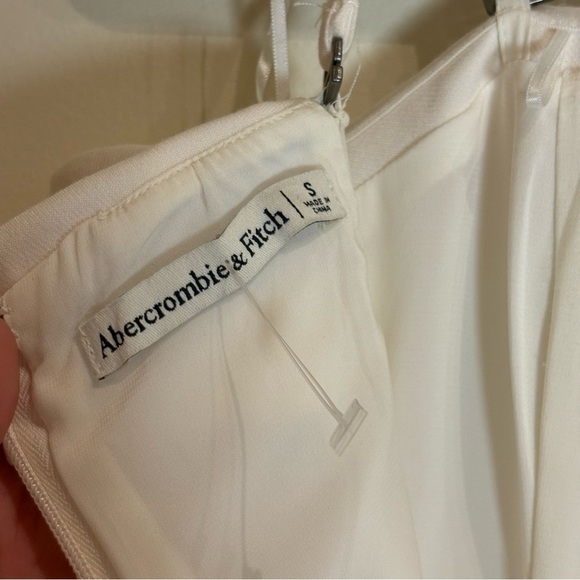 Abercrombie & Fitch | S
MADE IN
CHINA